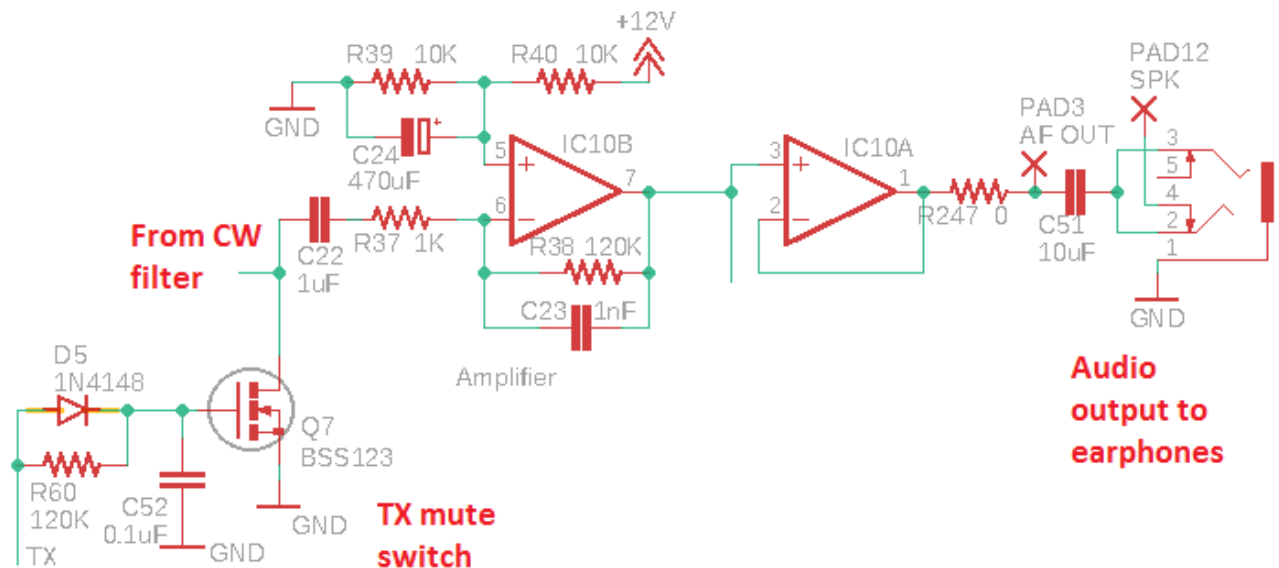 +12V
R39 10K
R40 10K
GND
C24
470uF
+
5
6
7
+
−
IC10B
From CW
filter
C22
1uF
R37 1K
R38 120K
C23 1nF
Amplifier
3
2
1
+
−
IC10A
R247 0
PAD3
AF OUT
C51
10uF
PAD12
SPK
3
5
4
2
1
GND
Audio
output to
earphones
D5
1N4148
R60
120K
TX
C52
0.1uF
GND
Q7
BSS123
GND
TX mute
switch